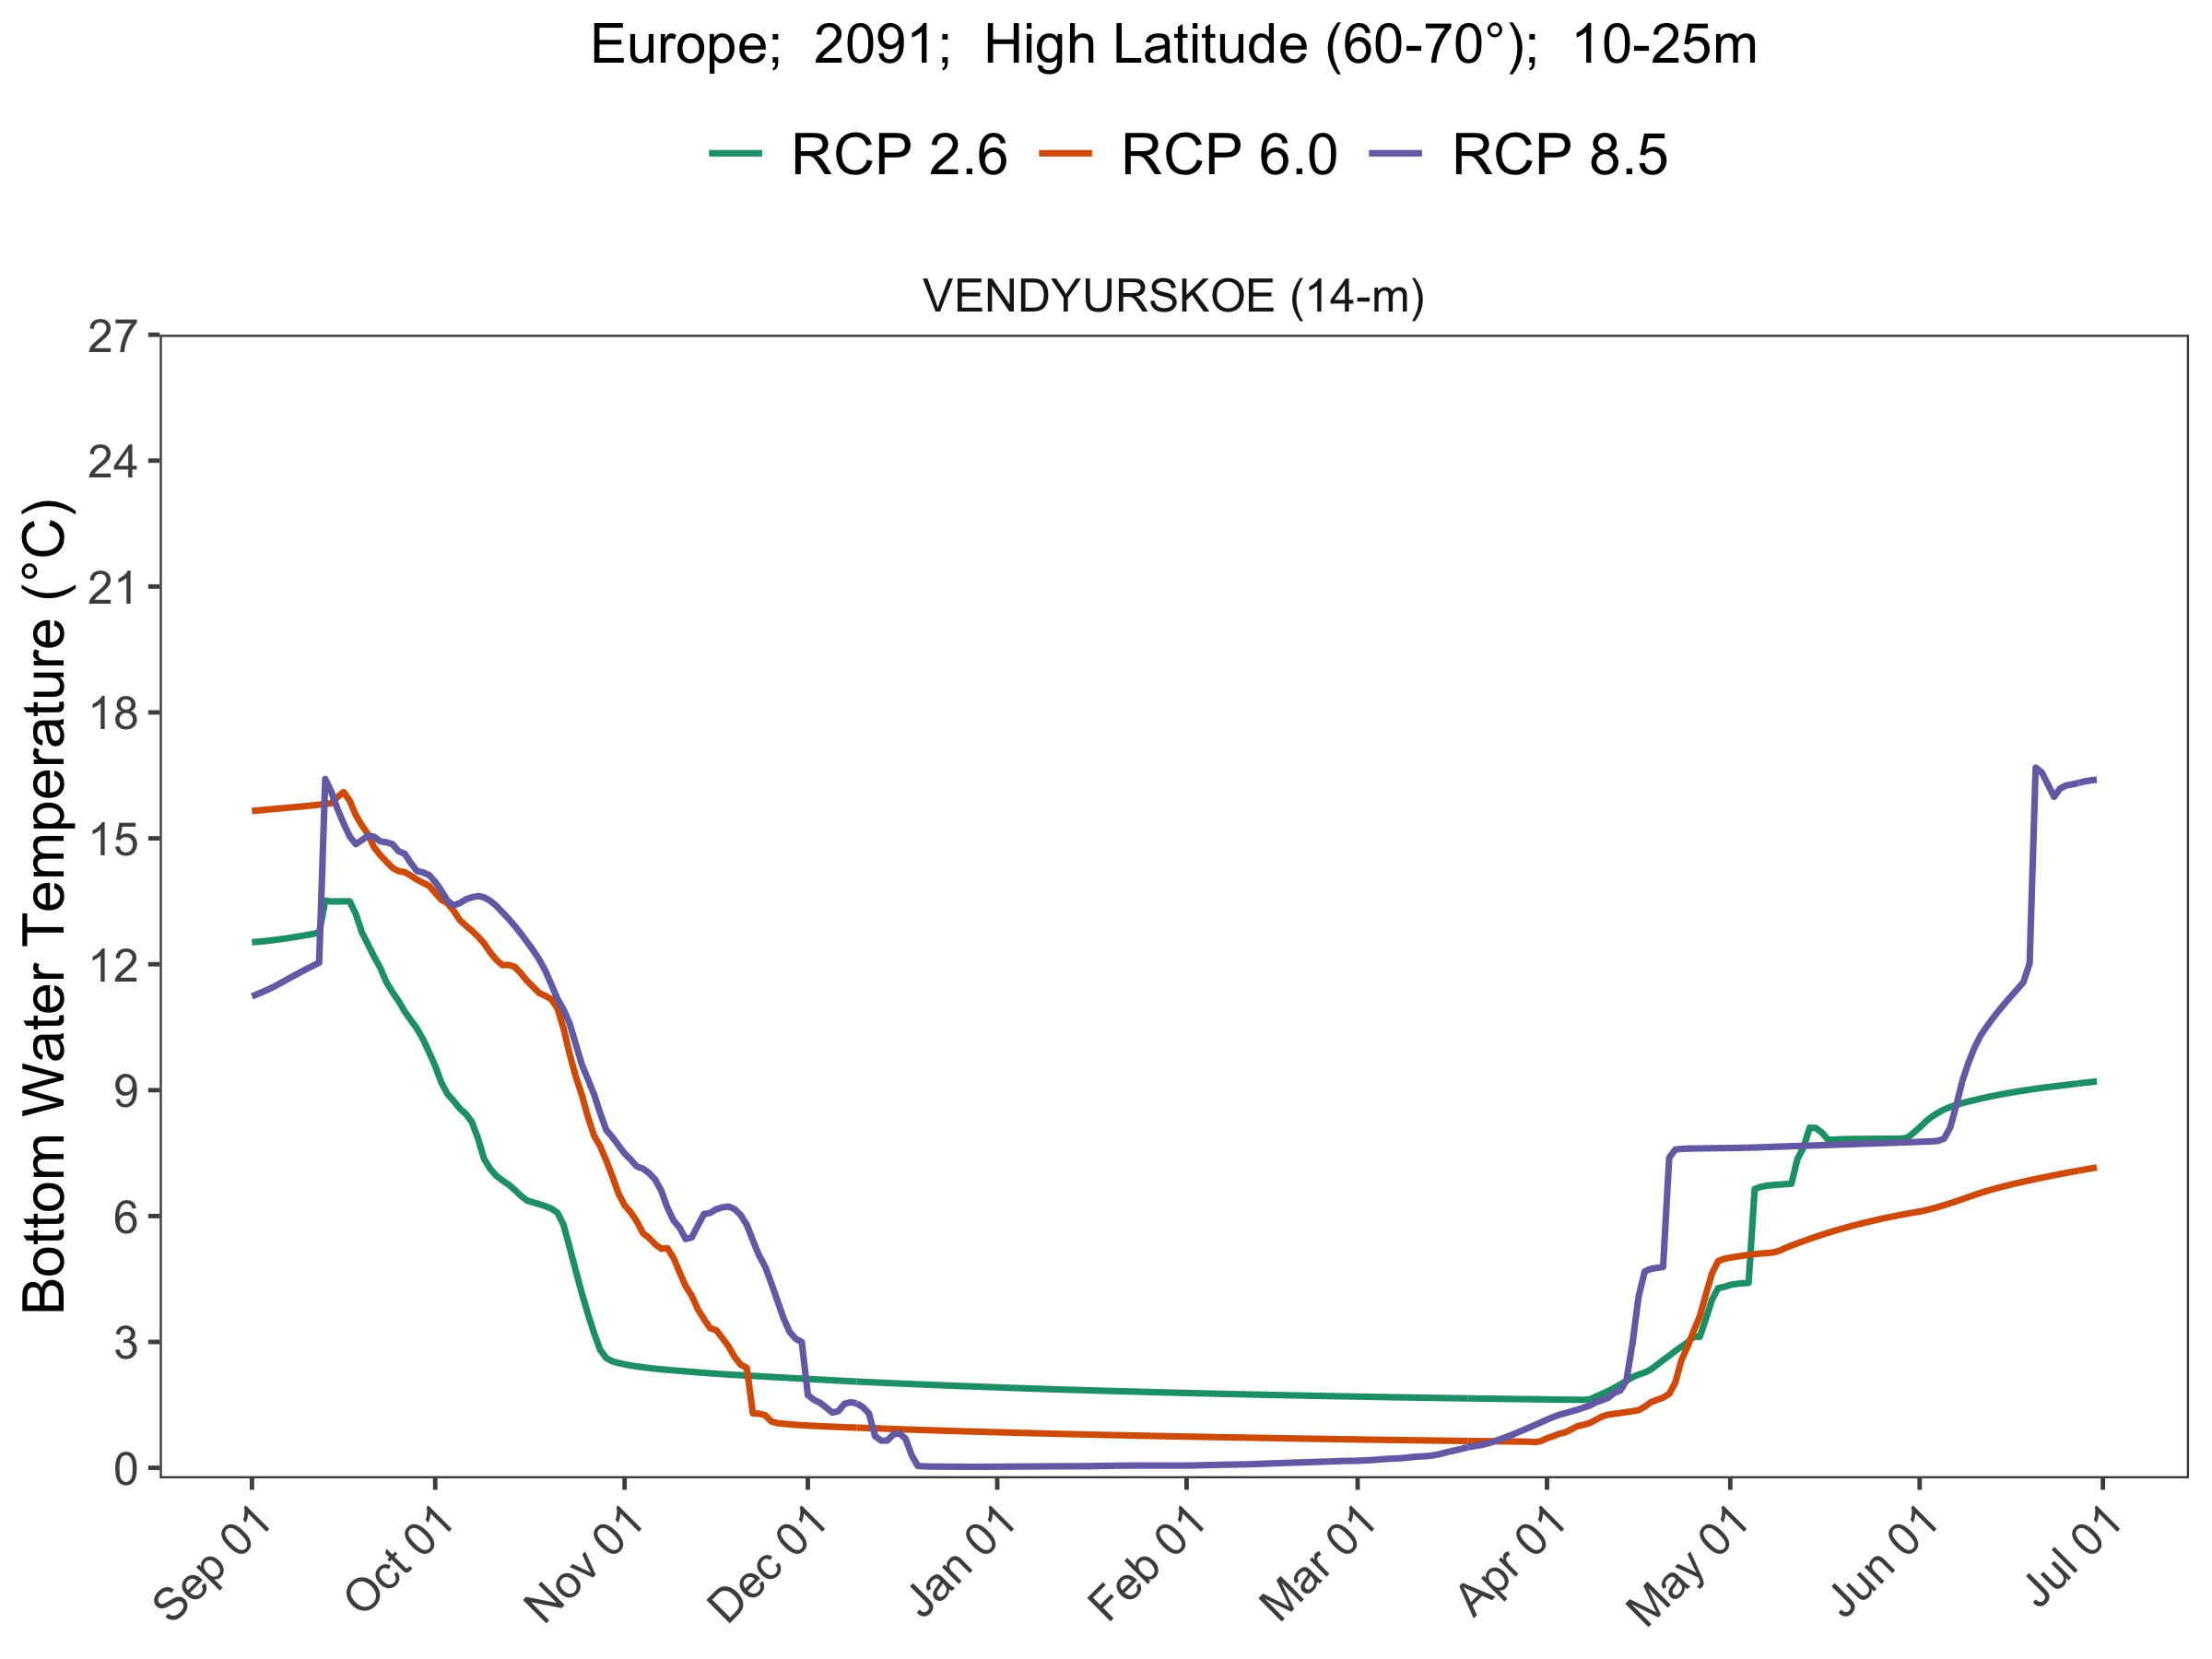 Europe;  2091;  High Latitude (60-70°);  10-25m
RCP 2.6 RCP 6.0 RCP 8.5
VENDYURSKOE (14-m)
Bottom Water Temperature (°C)
27
24
21
18
15
12
9
6
3
0
Sep 01
Oct 01
Nov 01
Dec 01
Jan 01
Feb 01
Mar 01
Apr 01
May 01
Jun 01
Jul 01